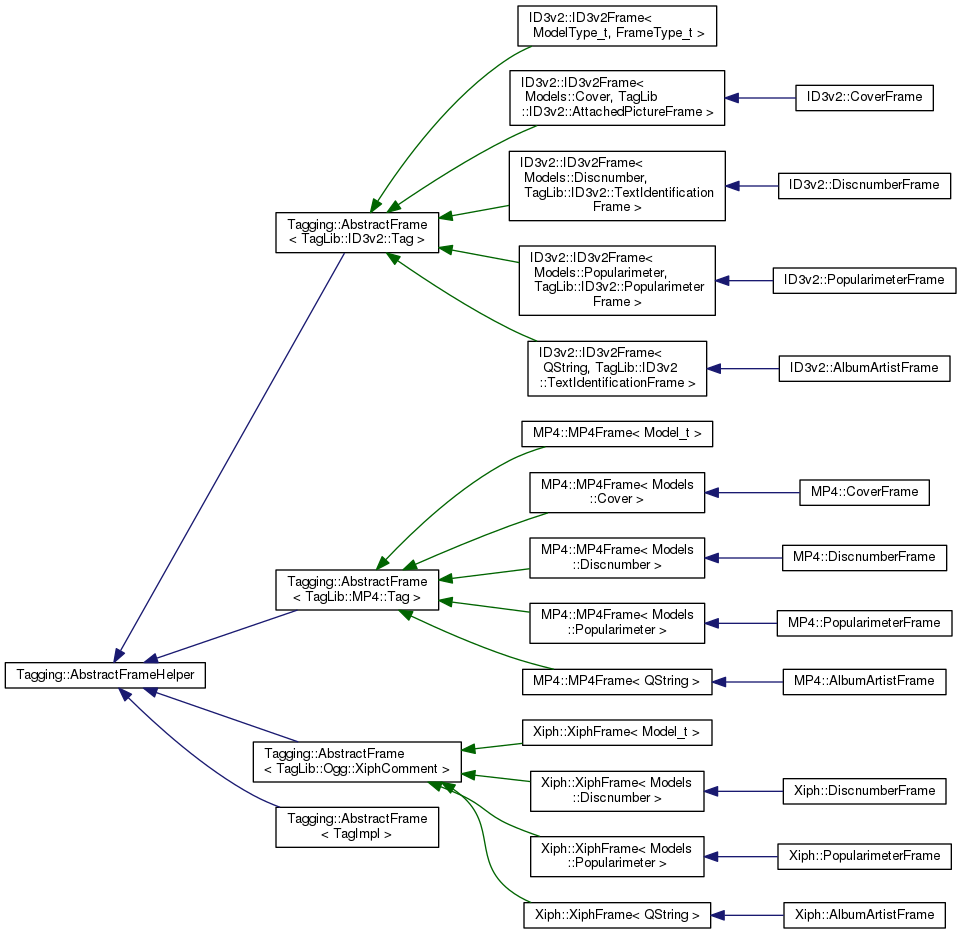 ID3v2::ID3v2Frame<
ModelType_t, FrameType_t >
ID3v2::ID3v2Frame<
Models::Cover, TagLib
::ID3v2::AttachedPictureFrame >
ID3v2::CoverFrame
ID3v2::ID3v2Frame<
Models::Discnumber,
TagLib::ID3v2::TextIdentification
Frame >
ID3v2::DiscnumberFrame
Tagging::AbstractFrame
< TagLib::ID3v2::Tag >
ID3v2::ID3v2Frame<
Models::Popularimeter,
TagLib::ID3v2::Popularimeter
Frame >
ID3v2::PopularimeterFrame
ID3v2::ID3v2Frame<
QString, TagLib::ID3v2
::TextIdentificationFrame >
ID3v2::AlbumArtistFrame
MP4::MP4Frame< Model_t >
MP4::MP4Frame< Models
::Cover >
MP4::CoverFrame
MP4::MP4Frame< Models
::Discnumber >
MP4::DiscnumberFrame
Tagging::AbstractFrame
< TagLib::MP4::Tag >
MP4::MP4Frame< Models
::Popularimeter >
MP4::PopularimeterFrame
Tagging::AbstractFrameHelper
MP4::MP4Frame< QString >
MP4::AlbumArtistFrame
Xiph::XiphFrame< Model_t >
Tagging::AbstractFrame
< TagLib::Ogg::XiphComment >
Xiph::XiphFrame< Models
::Discnumber >
Xiph::DiscnumberFrame
Tagging::AbstractFrame
< TagImpl >
Xiph::XiphFrame< Models
::Popularimeter >
Xiph::PopularimeterFrame
Xiph::XiphFrame< QString >
Xiph::AlbumArtistFrame